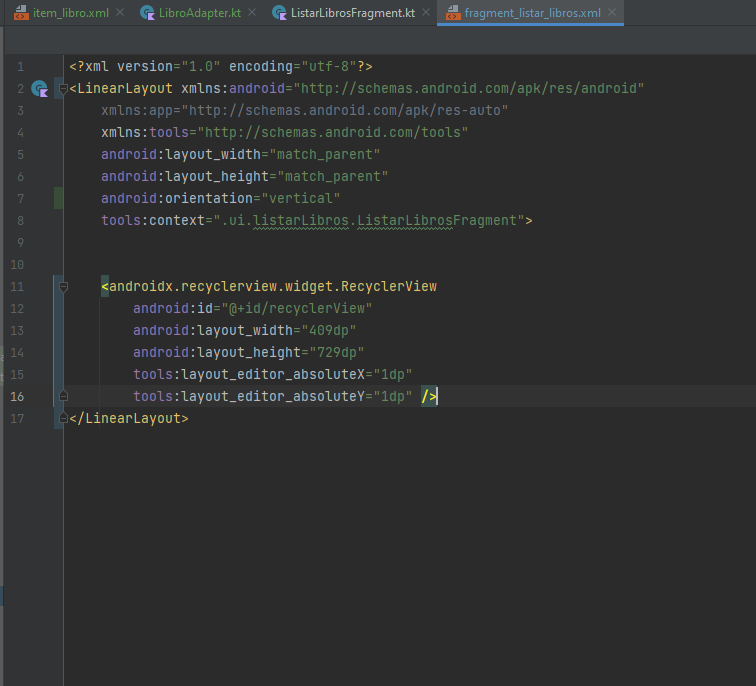 item_libro.xml LibroAdapter.kt ListarLibrosFragment.kt fragment_listar_libros.xml
1 <?xml version="1.0" encoding="utf-8"?>
2 <LinearLayout xmlns:android="http://schemas.android.com/apk/res/android"
3 xmlns:app="http://schemas.android.com/apk/res-auto"
4 xmlns:tools="http://schemas.android.com/tools"
5 android:layout_width="match_parent"
6 android:layout_height="match_parent"
7 android:orientation="vertical"
8 tools:context=".ui.listarLibros.ListarLibrosFragment">
9
10
11 <androidx.recyclerview.widget.RecyclerView
12 android:id="@+id/recyclerView"
13 android:layout_width="409dp"
14 android:layout_height="729dp"
15 tools:layout_editor_absoluteX="1dp"
16 tools:layout_editor_absoluteY="1dp" />
17 </LinearLayout>